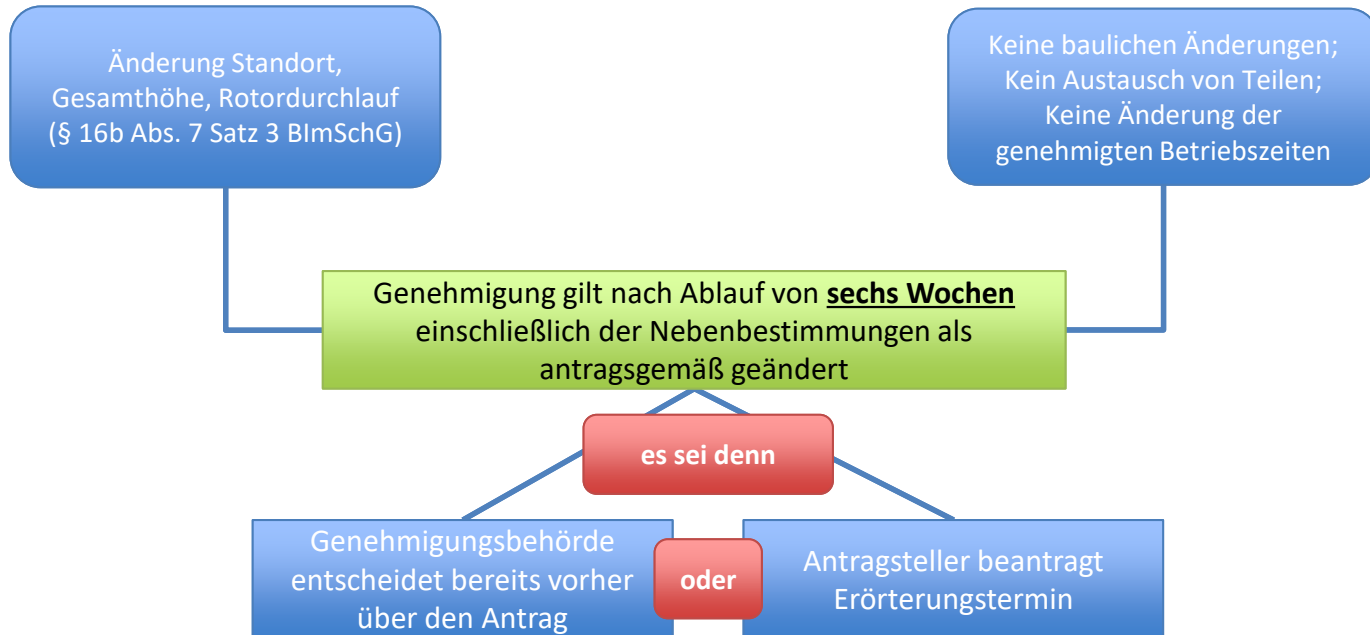 Änderung Standort,
Gesamthöhe, Rotordurchlauf
(§ 16b Abs. 7 Satz 3 BImSchG)
Keine baulichen Änderungen;
Kein Austausch von Teilen;
Keine Änderung der
genehmigten Betriebszeiten
Genehmigung gilt nach Ablauf von sechs Wochen
einschließlich der Nebenbestimmungen als
antragsgemäß geändert
es sei denn
Genehmigungsbehörde
entscheidet bereits vorher
über den Antrag
oder
Antragsteller beantragt
Erörterungstermin